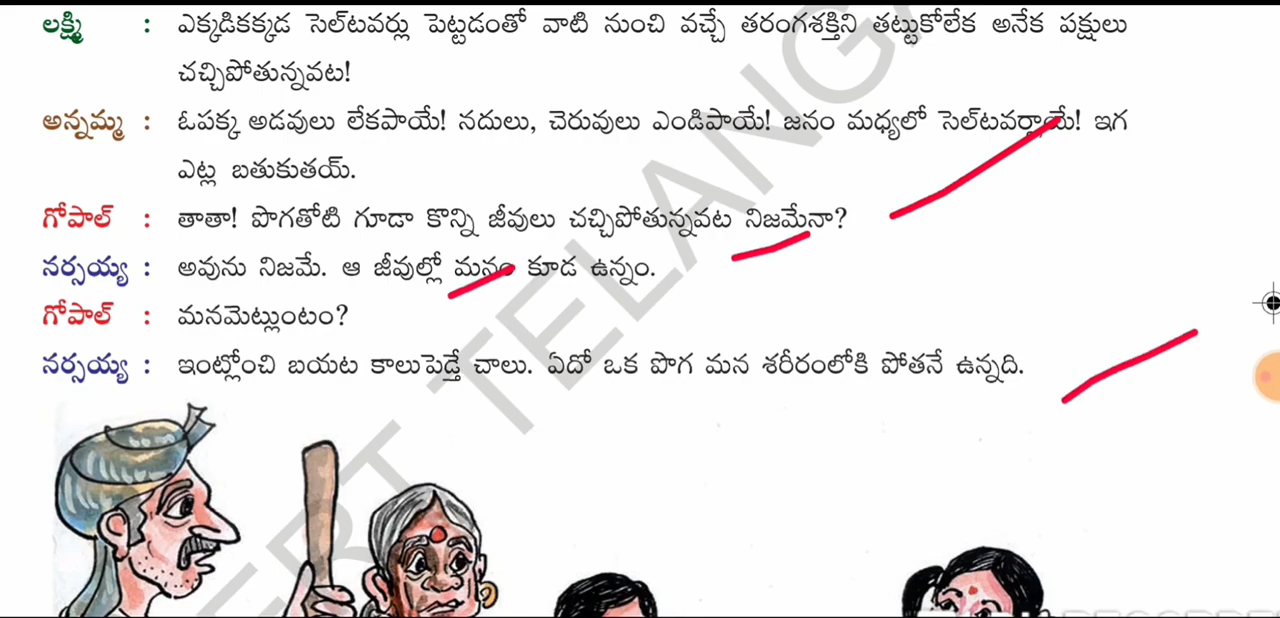 లక్ష్మి : ఎక్కడికక్కడ సెల్‌టవర్లు పెట్టడంతో వాటి నుంచి వచ్చే తరంగశక్తిని తట్టుకోలేక అనేక పక్షులు
చచ్చిపోతున్నవట!
అన్నమ్మ : ఓపక్క అడవులు లేకపాయే! నదులు, చెరువులు ఎండిపాయే! జనం మధ్యలో సెల్‌టవర్లాయే! ఇగ
ఎట్ల బతుకుతయ్.
గోపాల్ : తాతా! పొగతోటి గూడా కొన్ని జీవులు చచ్చిపోతున్నవట నిజమేనా?
నర్సయ్య : అవును నిజమే. ఆ జీవుల్లో మనం కూడ ఉన్నం.
గోపాల్ : మనమెట్లుంటం?
నర్సయ్య : ఇంట్లోంచి బయట కాలుపెడ్తే చాలు. ఏదో ఒక పొగ మన శరీరంలోకి పోతనే ఉన్నది.
ERT TELANGA